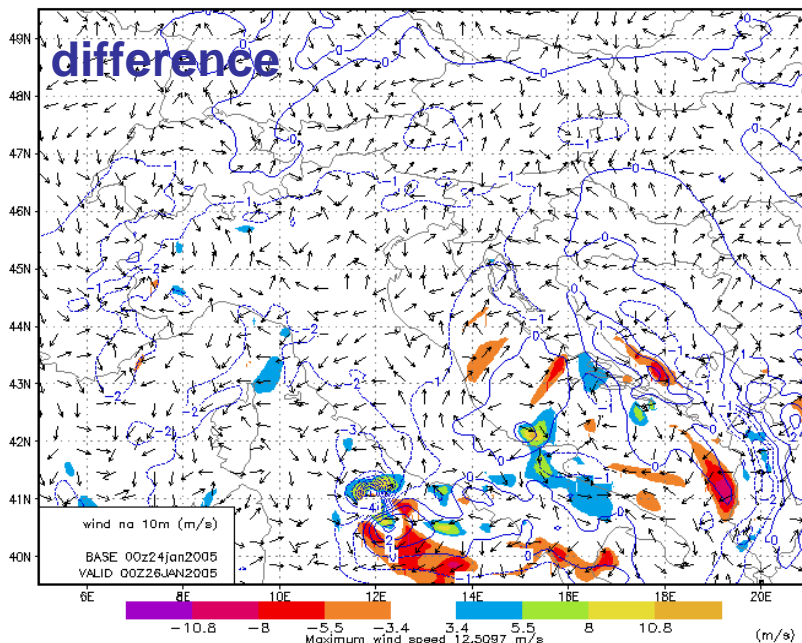 difference
49N
48N
47N
46N
45N
44N
43N
42N
41N
40N
wind na 10m (m/s)
BASE 00z24jan2005
VALID 00Z26JAN2005
6E 8E 10E 12E 14E 16E 18E 20E
-10.8 -8 -5.5 -3.4 3.4 5.5 8 10.8
Maximum wind speed 12.5097 m/s (m/s)